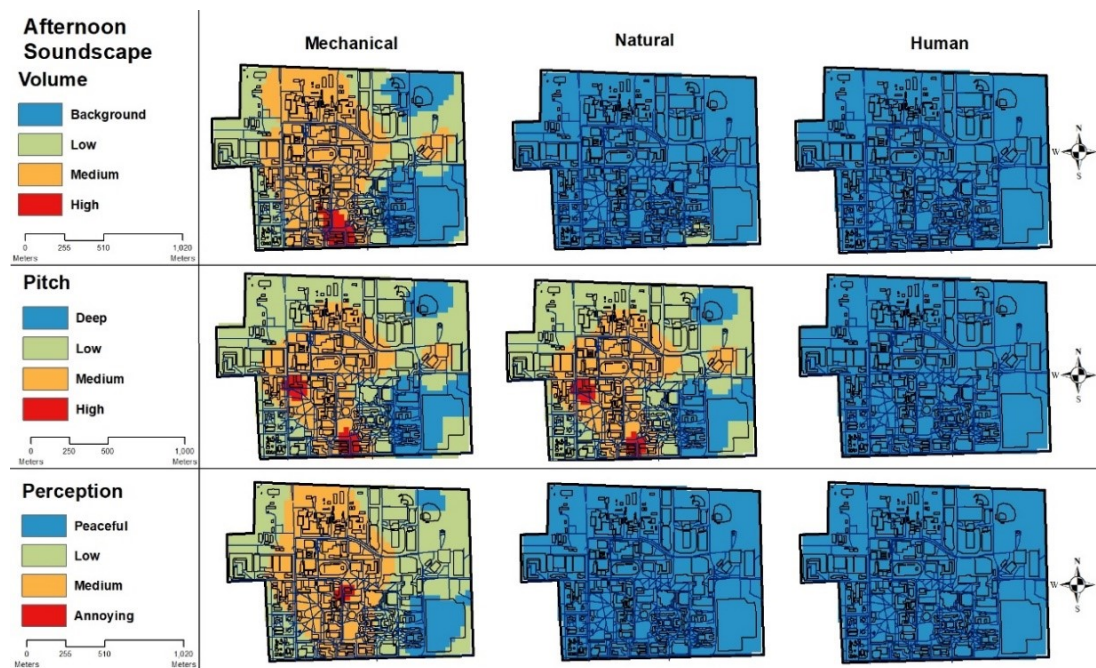 Afternoon
Soundscape
Mechanical
Natural
Human
Volume
Background
Low
Medium
High
0 255 510 1,020
Meters Meters
N
W
S
Pitch
Deep
Low
Medium
High
0 250 500 1,000
Meters Meters
N
W
S
Perception
Peaceful
Low
Medium
Annoying
0 255 510 1,020
Meters Meters
N
W
S